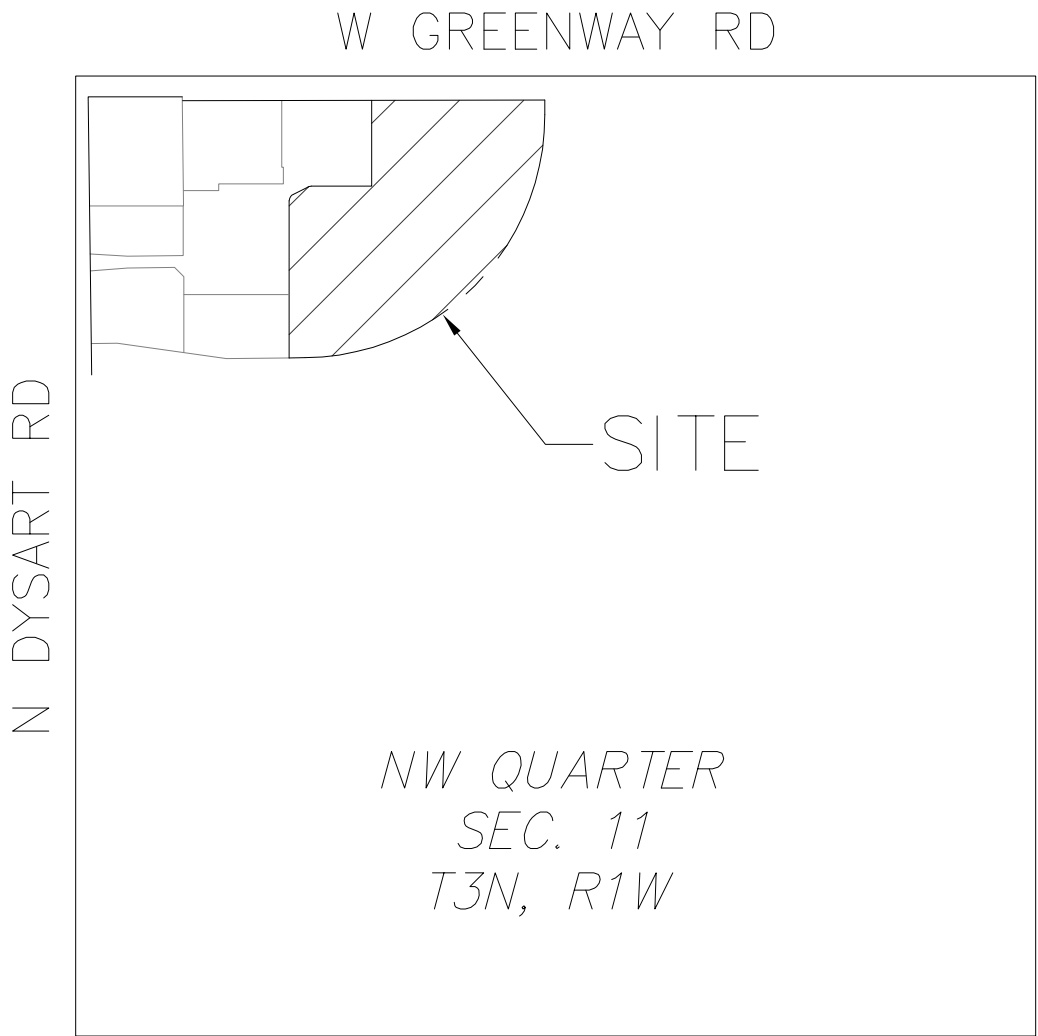 W GREENWAY RD
N DYSART RD
SITE
NW QUARTER
SEC. 11
T3N, R1W